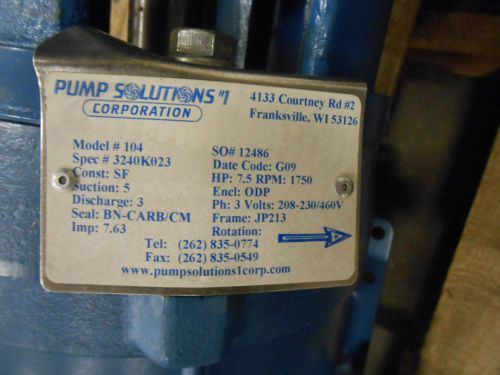 PUMP SOLUTIONS #1
CORPORATION
4133 Courtney Rd #2
Franksville, WI 53126
Model # 104
Spec # 3240K023
Const: SF
Suction: 5
Discharge: 3
Seal: BN-CARB/CM
Imp: 7.63
SO# 12486
Date Code: G09
HP: 7.5 RPM: 1750
Encl: ODP
Ph: 3 Volts: 208-230/460V
Frame: JP213
Rotation:
Tel: (262) 835-0774
Fax: (262) 835-0549
www.pumpsolutions1corp.com